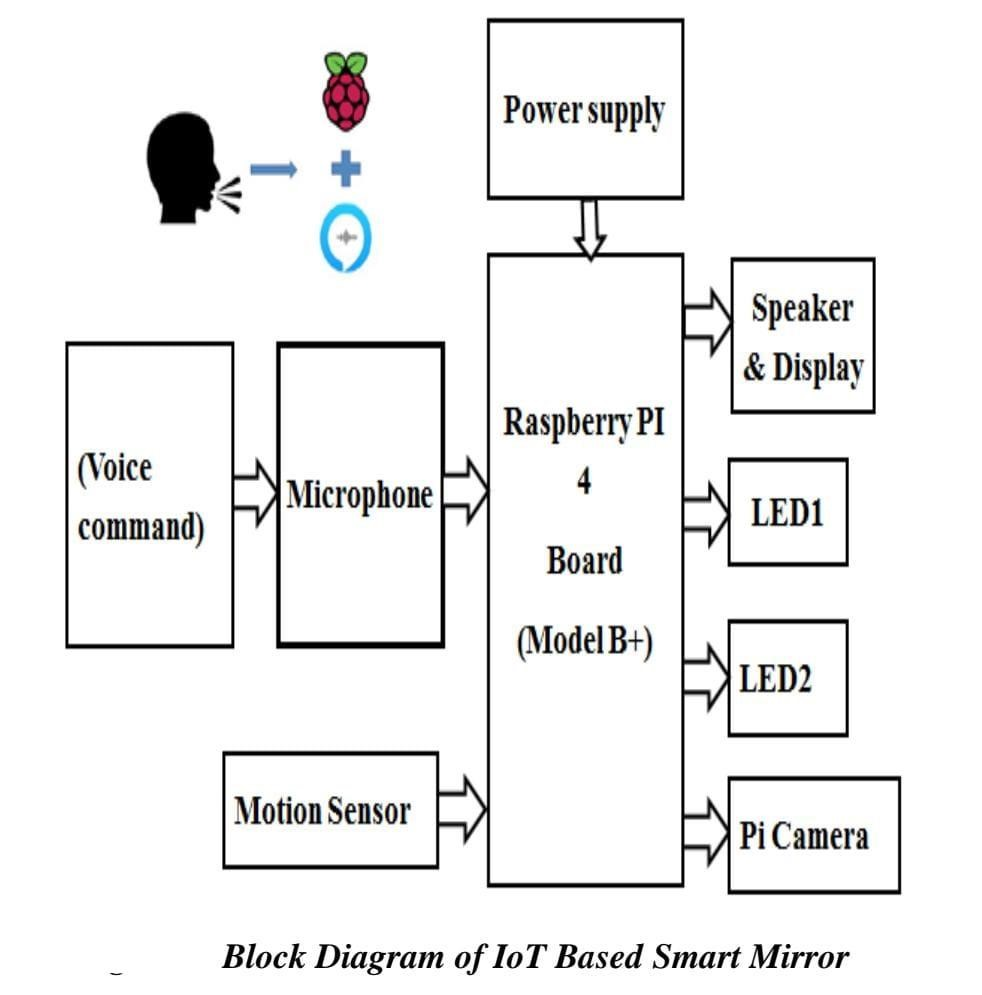 Power supply
Speaker
& Display
Raspberry PI
4
Board
(Model B+)
(Voice
command)
Microphone
LED1
LED2
Motion Sensor
Pi Camera
Block Diagram of IoT Based Smart Mirror